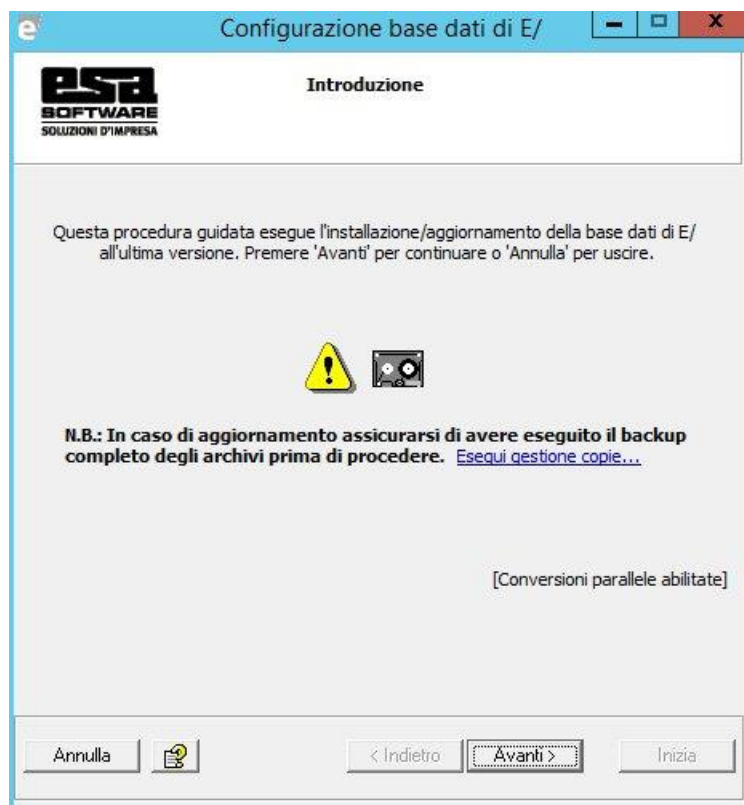 Configurazione base dati di E/
esa
SOFTWARE
SOLUZIONI D'IMPRESA
Introduzione
Questa procedura guidata esegue l'installazione/aggiornamento della base dati di E/
all'ultima versione. Premere 'Avanti' per continuare o 'Annulla' per uscire.
N.B.: In caso di aggiornamento assicurarsi di avere eseguito il backup
completo degli archivi prima di procedere. Esegui gestione copie...
[Conversioni parallele abilitate]
Annulla < Indietro Avanti > Inizia